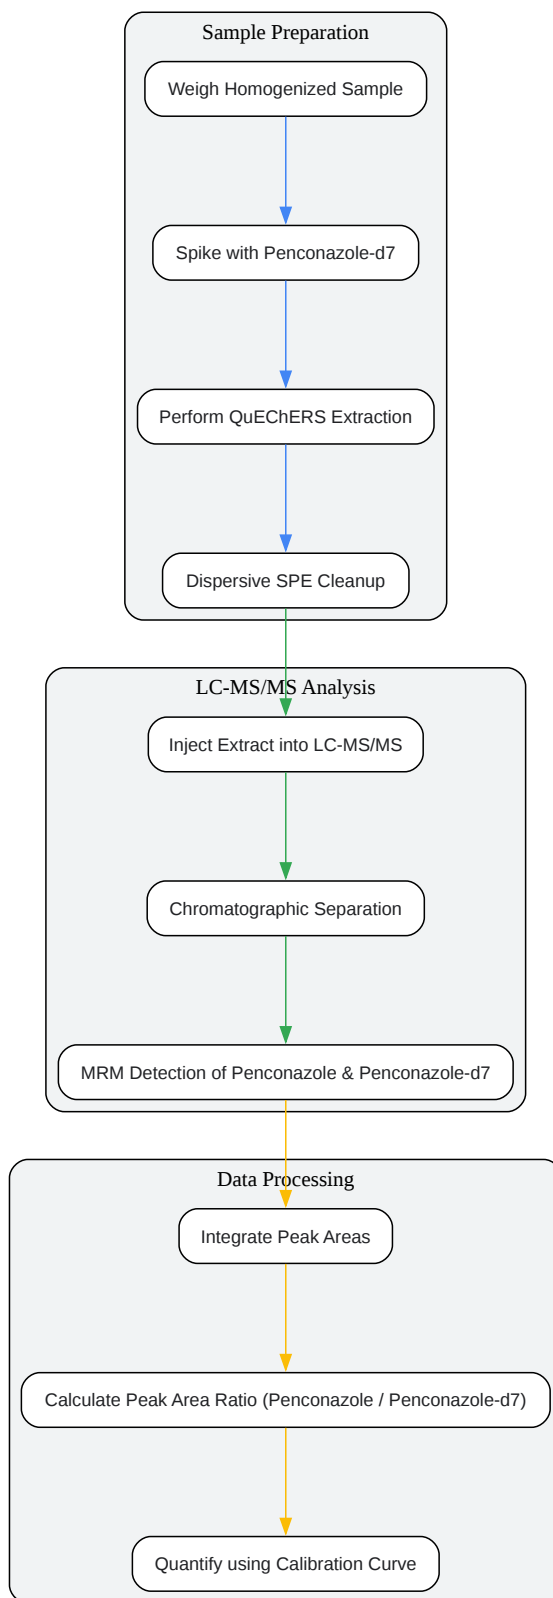 Sample Preparation
Weigh Homogenized Sample
Spike with Penconazole-d7
Perform QuEChERS Extraction
Dispersive SPE Cleanup
LC-MS/MS Analysis
Inject Extract into LC-MS/MS
Chromatographic Separation
MRM Detection of Penconazole & Penconazole-d7
Data Processing
Integrate Peak Areas
Calculate Peak Area Ratio (Penconazole / Penconazole-d7)
Quantify using Calibration Curve